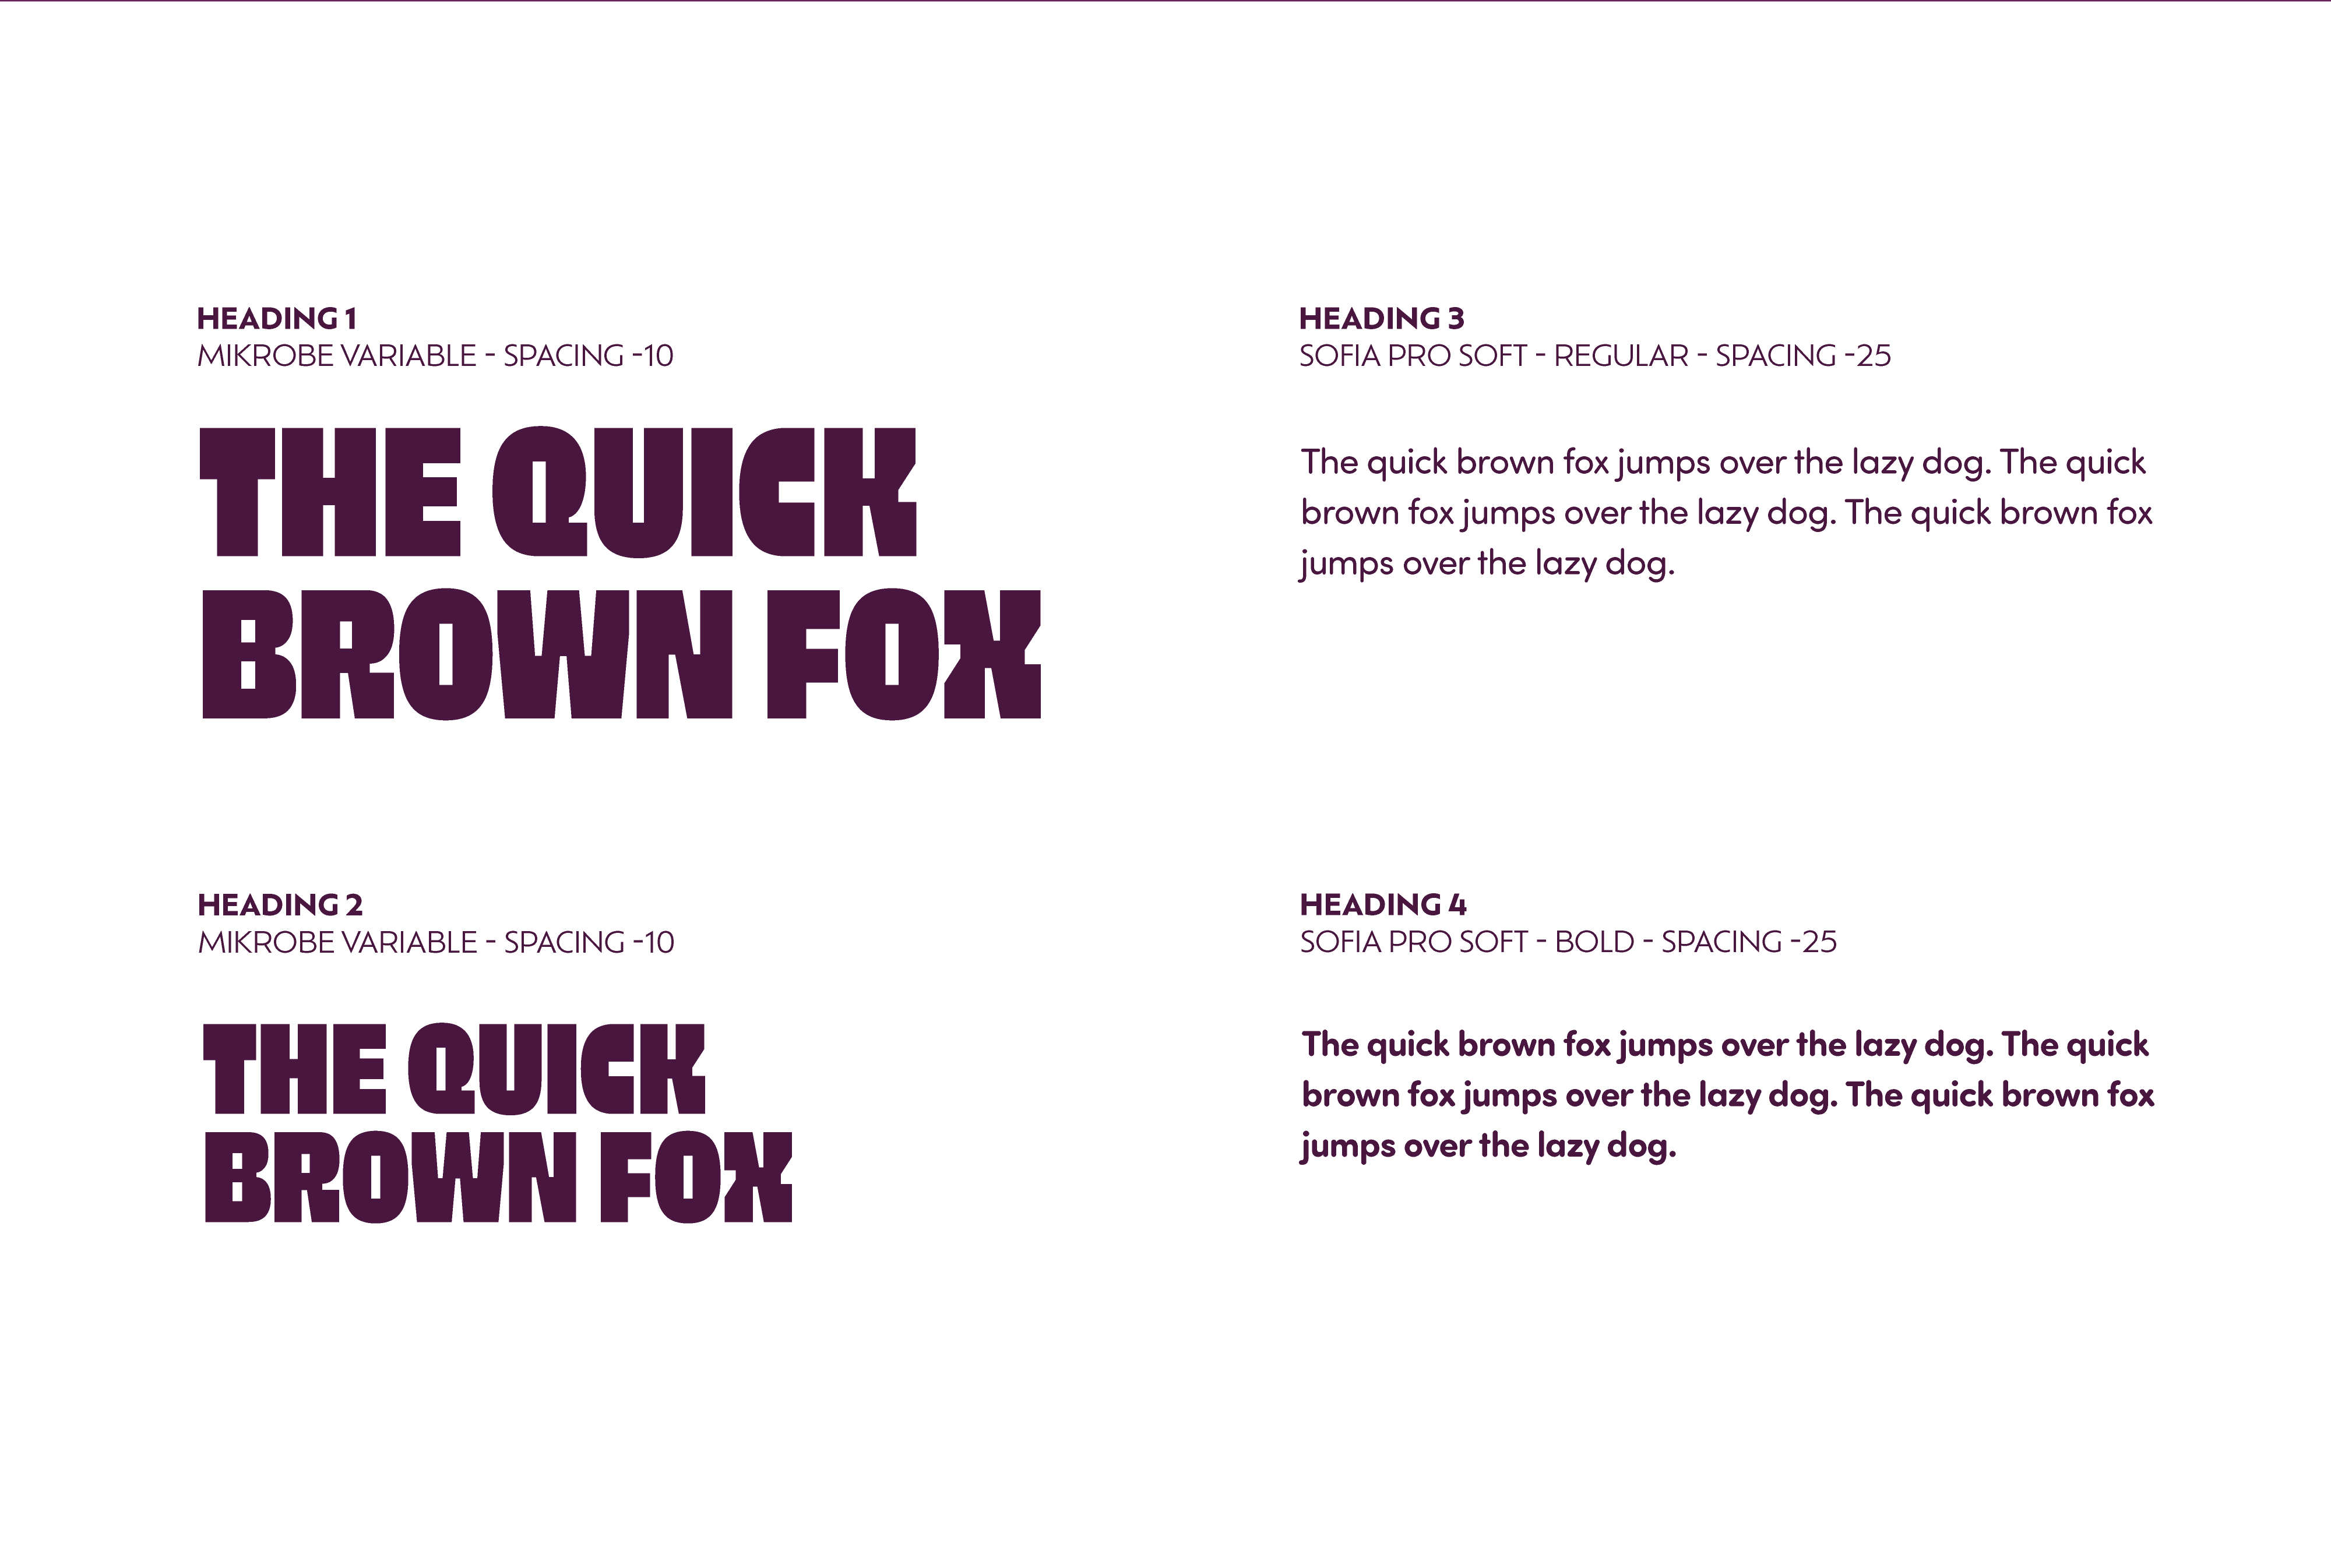 HEADING 1
MIKROBE VARIABLE - SPACING -10
THE QUICK
BROWN FOX
HEADING 2
MIKROBE VARIABLE - SPACING -10
THE QUICK
BROWN FOX
HEADING 3
SOFIA PRO SOFT - REGULAR - SPACING -25
The quick brown fox jumps over the lazy dog. The quick
brown fox jumps over the lazy dog. The quick brown fox
jumps over the lazy dog.
HEADING 4
SOFIA PRO SOFT - BOLD - SPACING -25
The quick brown fox jumps over the lazy dog. The quick
brown fox jumps over the lazy dog. The quick brown fox
jumps over the lazy dog.